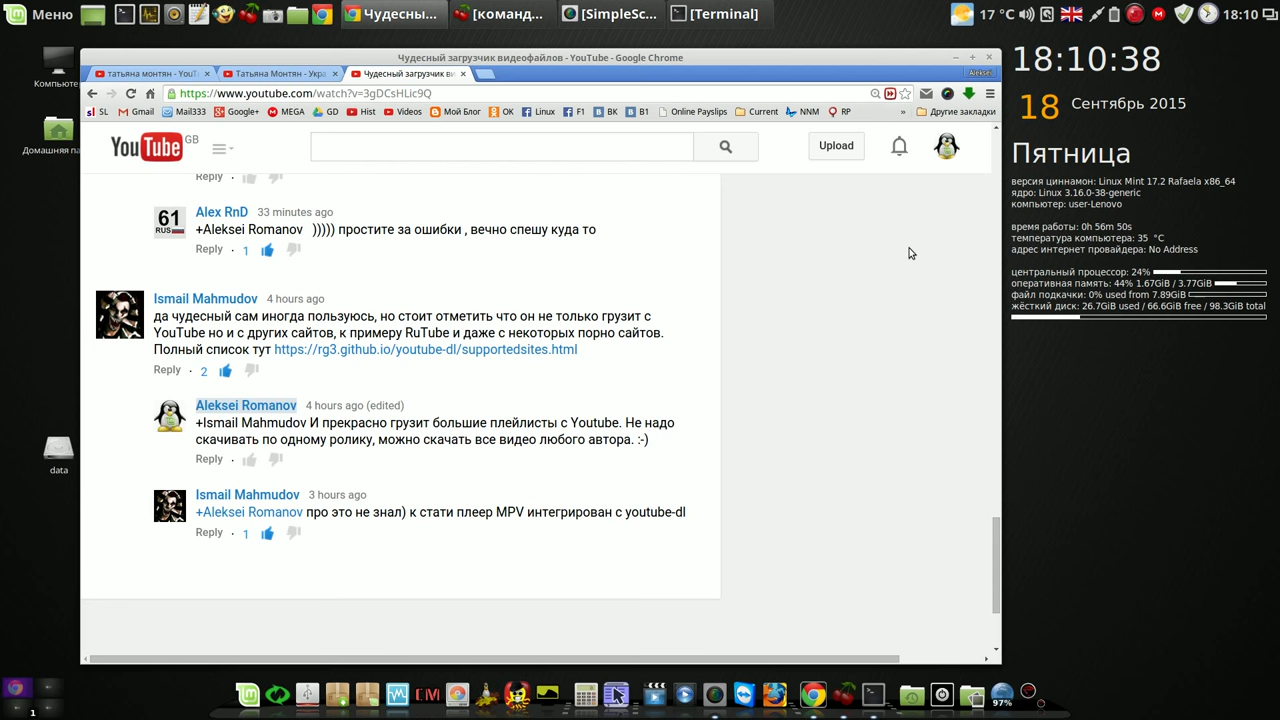 Меню
Чудесны...
[команд...
[SimpleSc...
[Terminal]
17 °C
18:10
Компьюте
Домашняя па
data
Чудесный загрузчик видеофайлов - YouTube - Google Chrome
татьяна монтян - YouT
Татьяна Монтян - Укра
Чудесный загрузчик ви
Aleksei
https://www.youtube.com/watch?v=3gDCsHLic9Q
SL
Gmail
Mail333
Google+
MEGA
GD
Hist
Videos
Мой Блог
OK
Linux
F1
ВК
В1
Online Payslips
Current
NNM
RP
»
Другие закладки
YouTube GB
Upload
Reply
61
RUS
Alex RnD 33 minutes ago
+Aleksei Romanov ))))) простите за ошибки , вечно спешу куда то
Reply · 1
Ismail Mahmudov 4 hours ago
да чудесный сам иногда пользуюсь, но стоит отметить что он не только грузит с
YouTube но и с других сайтов, к примеру RuTube и даже с некоторых порно сайтов.
Полный список тут https://rg3.github.io/youtube-dl/supportedsites.html
Reply · 2
Aleksei Romanov 4 hours ago (edited)
+Ismail Mahmudov И прекрасно грузит большие плейлисты с Youtube. Не надо
скачивать по одному ролику, можно скачать все видео любого автора. :-)
Reply ·
Ismail Mahmudov 3 hours ago
+Aleksei Romanov про это не знал) к стати плеер MPV интегрирован с youtube-dl
Reply · 1
18:10:38
18 Сентябрь 2015
Пятница
версия циннамон: Linux Mint 17.2 Rafaela x86_64
ядро: Linux 3.16.0-38-generic
компьютер: user-Lenovo
время работы: 0h 56m 50s
температура компьютера: 35 °C
адрес интернет провайдера: No Address
центральный процессор: 24%
оперативная память: 44% 1.67GiB / 3.77GiB
файл подкачки: 0% used from 7.89GiB
жёсткий диск: 26.7GiB used / 66.6GiB free / 98.3GiB total
1
97%